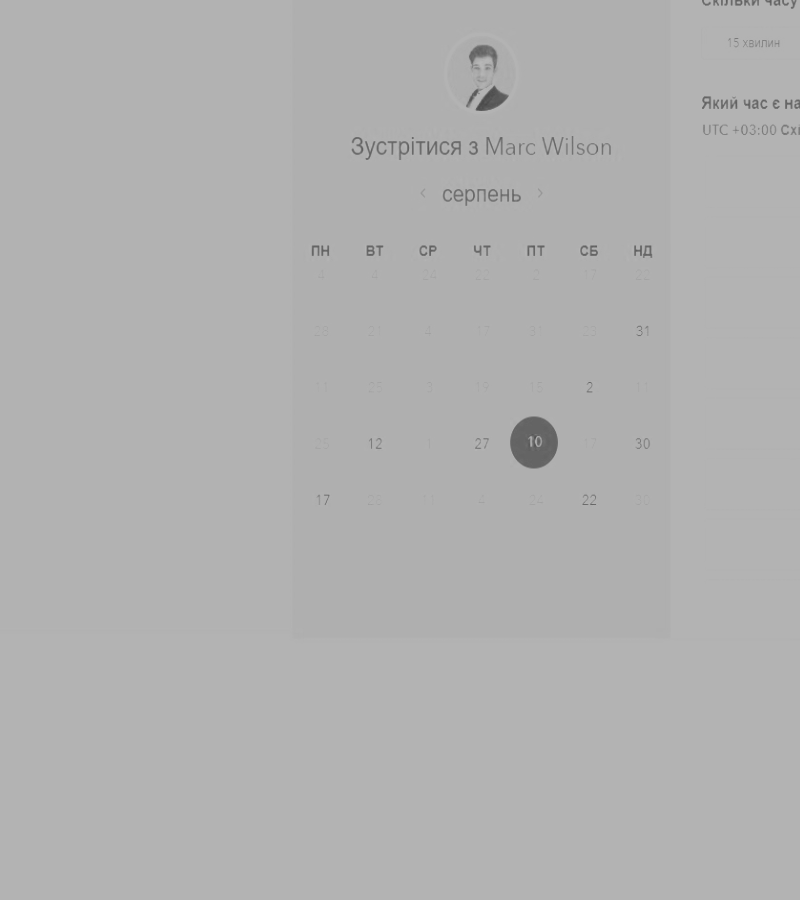 Скільки часу
15 хвилин
Який час є на
UTC +03:00 Схі
Зустрітися з Marc Wilson
серпень
ПН ВТ СР ЧТ ПТ СБ НД
4 4 24 22 2 17 22
28 21 4 17 31 23 31
11 23 3 19 18 2 11
25 12 1 27 10 17 30
17 20 11 4 24 22 30